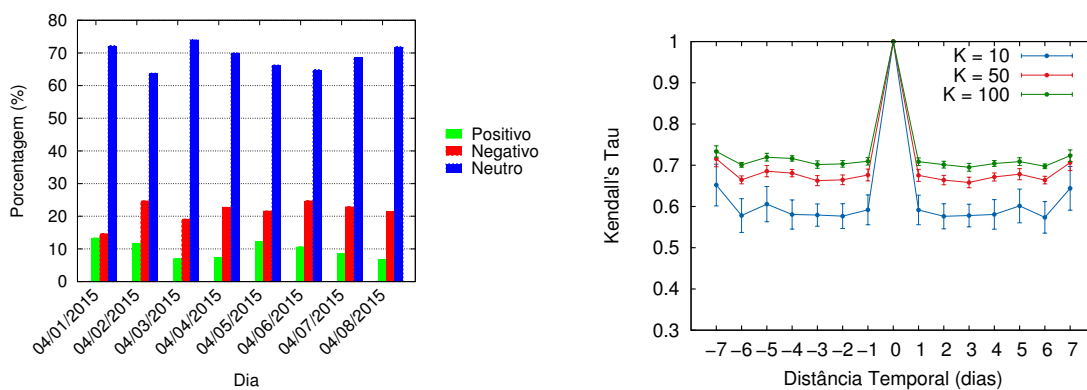 80
70
60
50
40
30
20
10
0
Porcentagem (%)
04/01/2015
04/02/2015
04/03/2015
04/04/2015
04/05/2015
04/06/2015
04/07/2015
04/08/2015
Dia
Positivo
Negativo
Neutro
1
0.9
0.8
0.7
0.6
0.5
0.4
0.3
Kendall's Tau
K = 10
K = 50
K = 100
−7 −6 −5 −4 −3 −2 −1 0 1 2 3 4 5 6 7
Distância Temporal (dias)